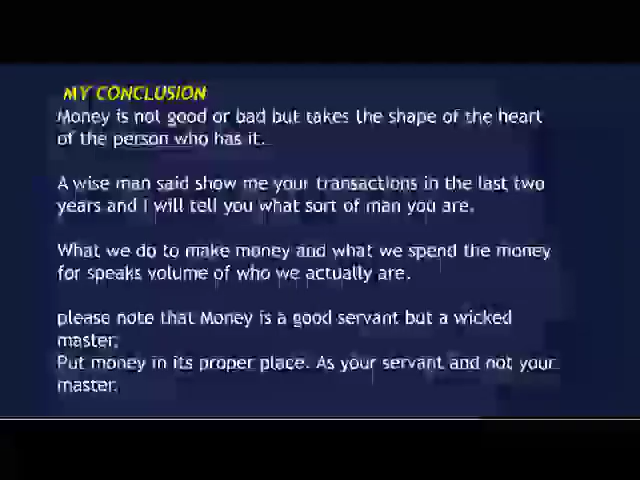 MY CONCLUSION
Money is not good or bad but takes the shape of the heart
of the person who has it.
A wise man said show me your transactions in the last two
years and I will tell you what sort of man you are.
What we do to make money and what we spend the money
for speaks volume of who we actually are.
please note that Money is a good servant but a wicked
master.
Put money in its proper place. As your servant and not your
master.